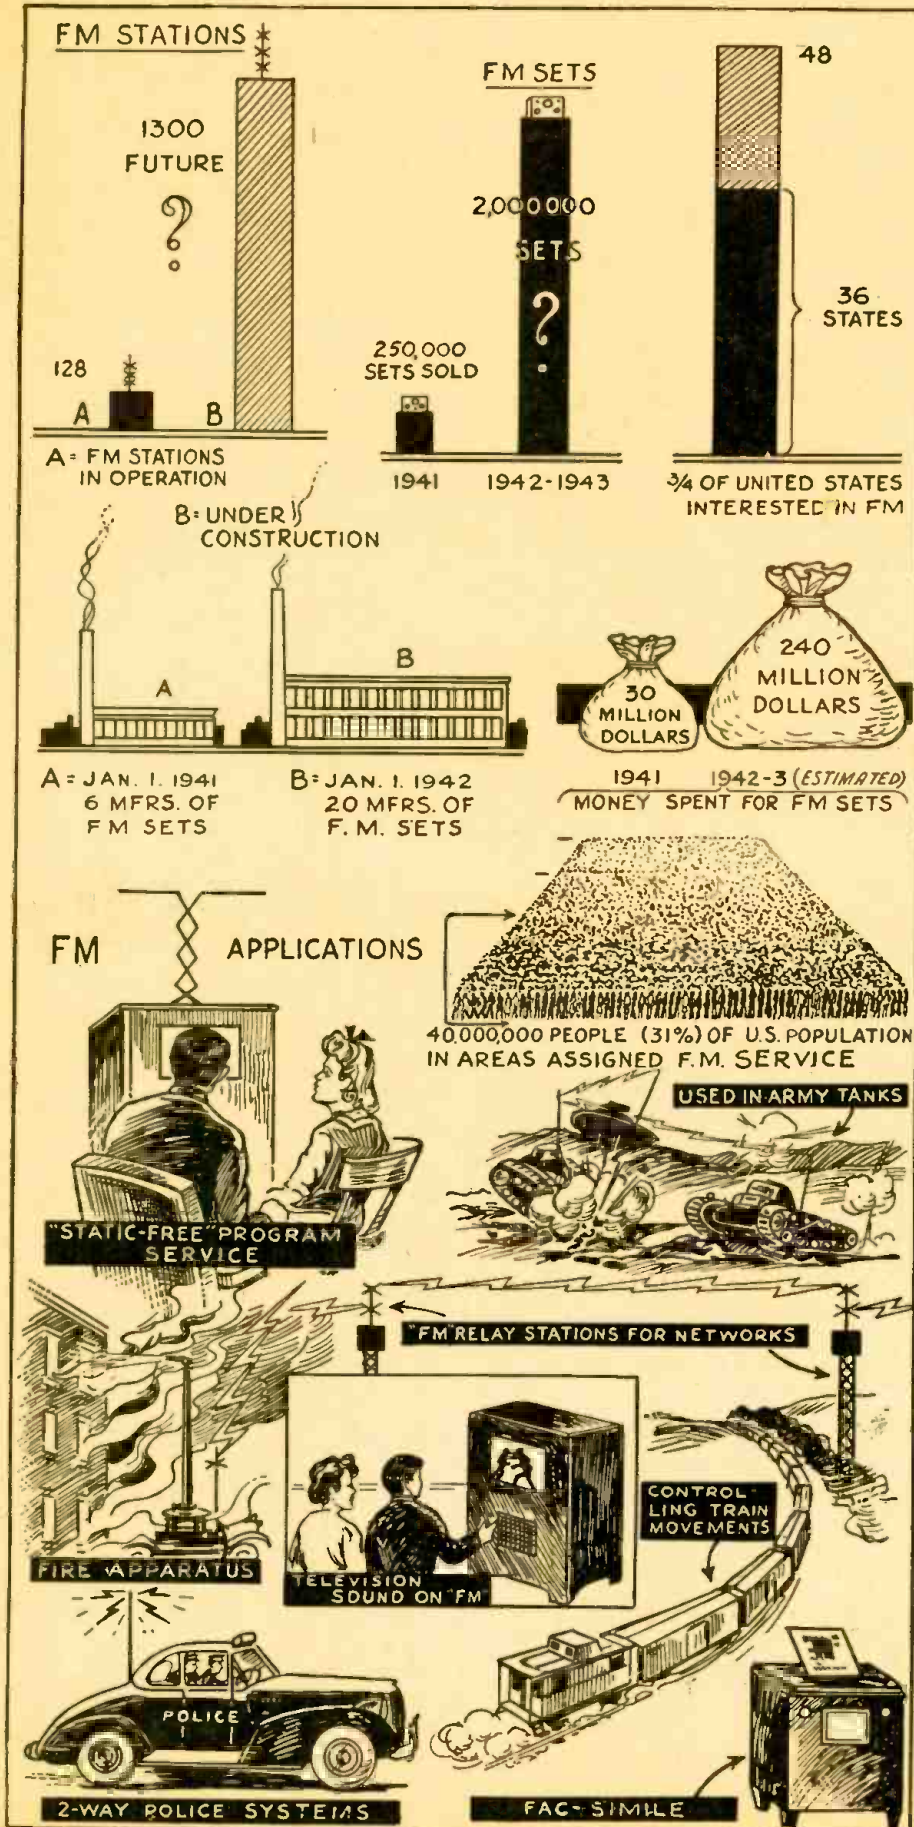 FM STATIONS
1300
FUTURE
?
128
A
B
A = FM STATIONS
IN OPERATION
B = UNDER
CONSTRUCTION
FM SETS
2,000,000
SETS
?
250,000
SETS SOLD
1941
1942-1943
48
36
STATES
3/4 OF UNITED STATES
INTERESTED IN FM
A
B
A = JAN. 1. 1941
6 MFRS. OF
FM SETS
B = JAN. 1. 1942
20 MFRS. OF
F. M. SETS
30
MILLION
DOLLARS
240
MILLION
DOLLARS
1941
1942-3 (ESTIMATED)
MONEY SPENT FOR FM SETS
FM APPLICATIONS
40,000,000 PEOPLE (31%) OF U.S. POPULATION
IN AREAS ASSIGNED F.M. SERVICE
"STATIC-FREE" PROGRAM
SERVICE
USED IN ARMY TANKS
"FM" RELAY STATIONS FOR NETWORKS
FIRE APPARATUS
TELEVISION
SOUND ON "FM"
CONTROL-
LING TRAIN
MOVEMENTS
POLICE
2-WAY POLICE SYSTEMS
FAC-SIMILE